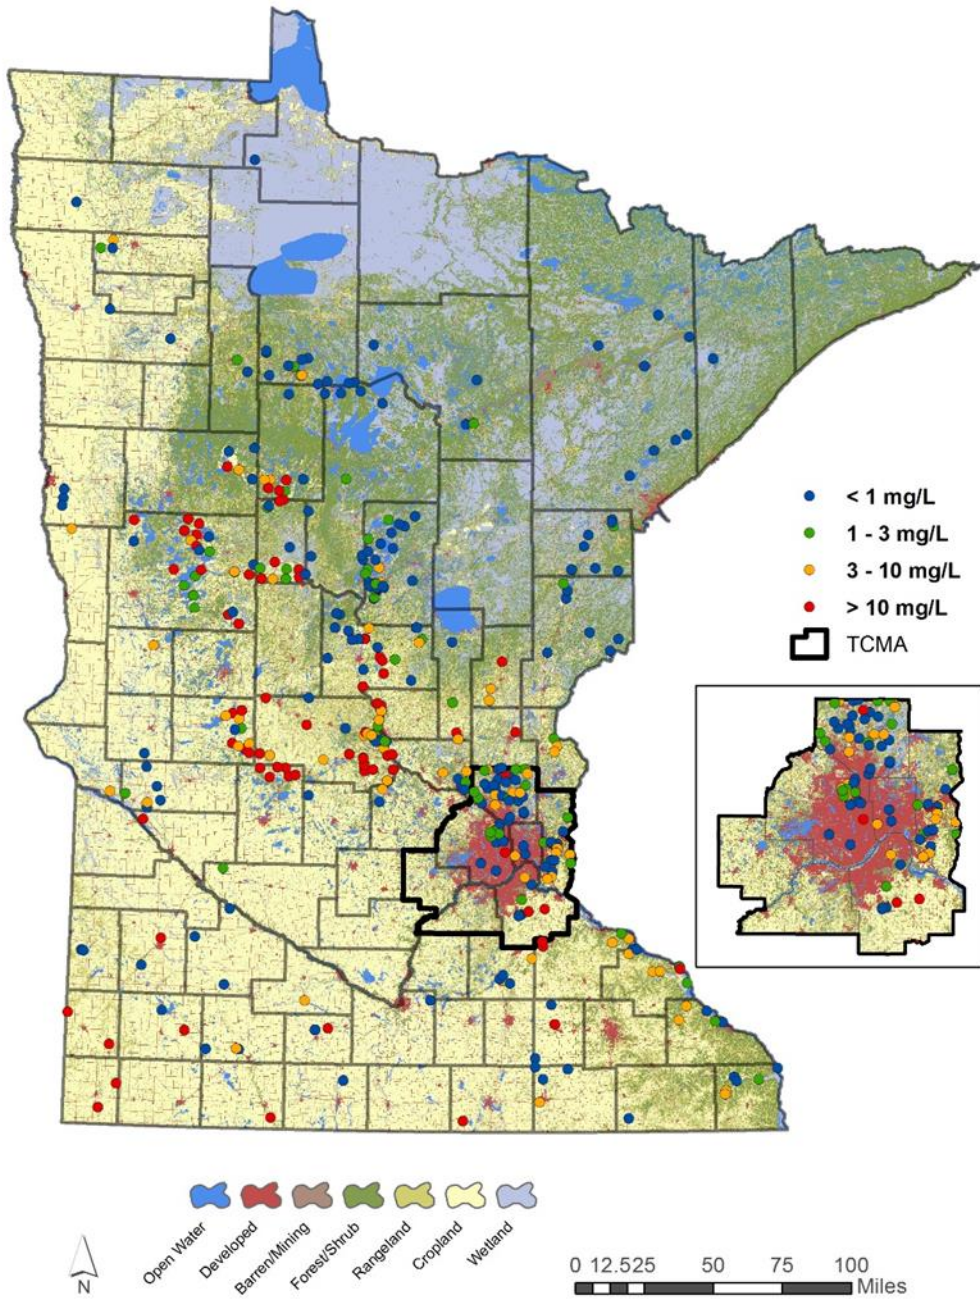 < 1 mg/L
1 - 3 mg/L
3 - 10 mg/L
> 10 mg/L
TCMA
Open Water
Developed
Barren/Mining
Forest/Shrub
Rangeland
Cropland
Wetland
N
0 12.525 50 75 100
Miles